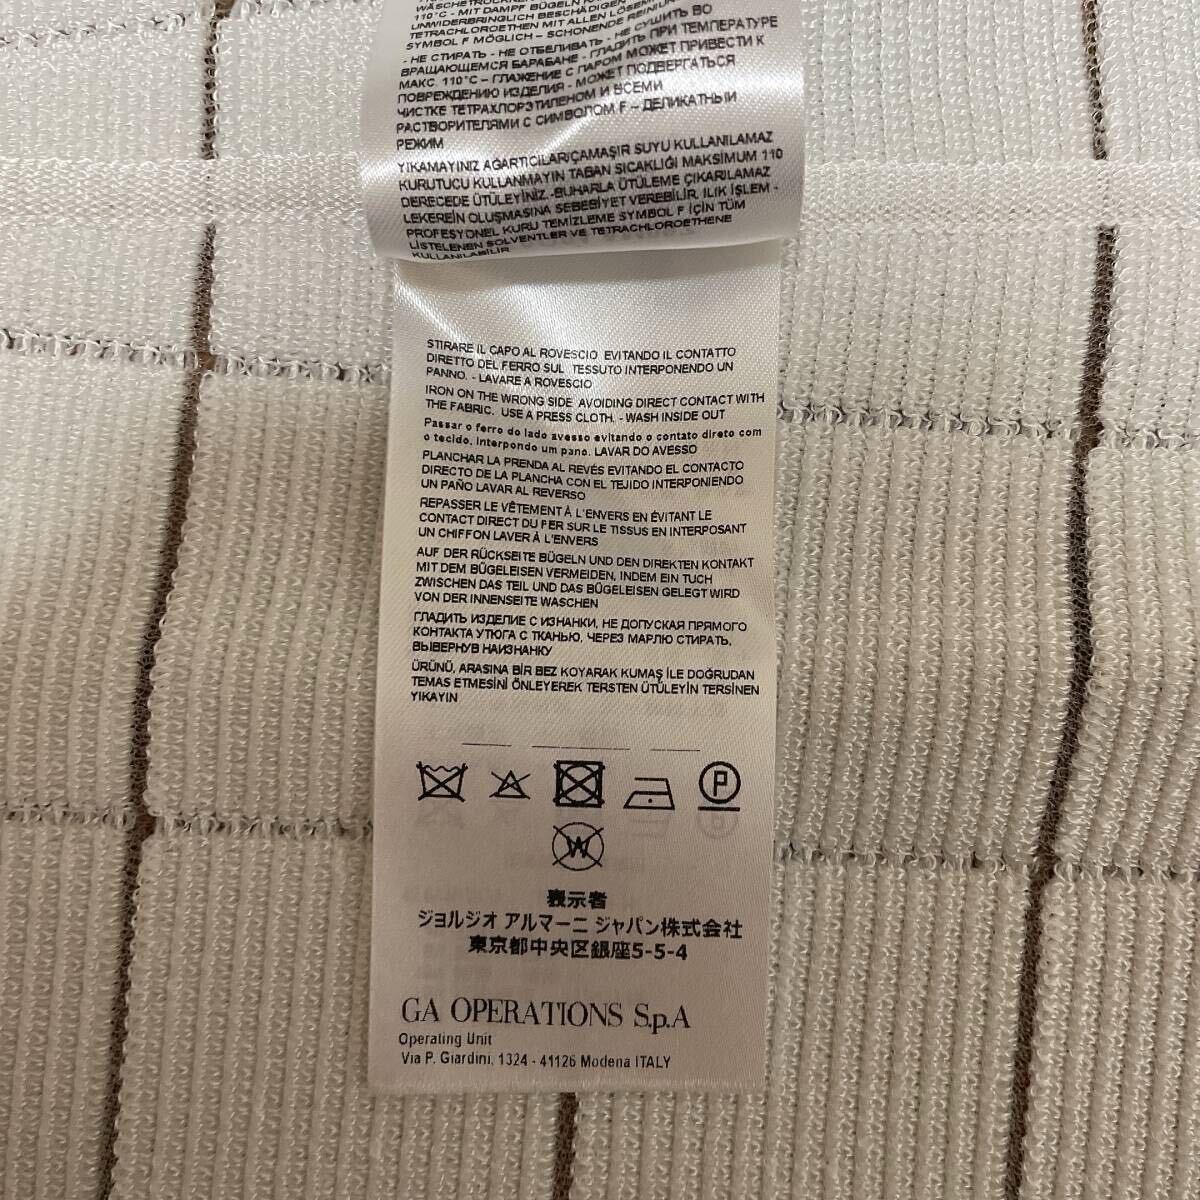 WÄSCHETROCKNE
110°C - MIT DAMPF BÜGELN
UNWIDERBRINGLICH BESCHÄDIGEN
TETRACHLOROETHEN MIT ALLEN LÖSEM
SYMBOL F MÖGLICH – SCHONENDE REINI
- НЕ СТИРАТЬ - НЕ ОТБЕЛИВАТЬ - НЕ СУШИТЬ ВО
ВРАЩАЮЩЕМСЯ БАРАБАНЕ - ГЛАДИТЬ ПРИ ТЕМПЕРАТУРЕ
МАКС. 110°C – ГЛАЖЕНИЕ С ПАРОМ МОЖЕТ ПРИВЕСТИ К
ПОВРЕЖДЕНИЮ ИЗДЕЛИЯ - МОЖЕТ ПОДВЕРГАТЬСЯ
ЧИСТКЕ ТЕТРАХЛОРЭТИЛЕНОМ И ВСЕМИ
РАСТВОРИТЕЛЯМИ С СИМВОЛОМ F – ДЕЛИКАТНЫЙ
РЕЖИМ
YIKAMAYINIZ AĞARTICILAR/ÇAMAŞIR SUYU KULLANILAMAZ
KURUTUCU KULLANMAYIN TABAN SICAKLIĞI MAKSİMUM 110
DERECEDE ÜTÜLEYİNİZ.-BUHARLA ÜTÜLEME ÇIKARILAMAZ
LEKEREİN OLUŞMASINA SEBEBİYET VEREBİLİR, ILIK İŞLEM -
PROFESYONEL KURU TEMİZLEME SYMBOL F İÇİN TÜM
LİSTELENEN SOLVENTLER VE TETRACHLOROETHENE
KULLANILABİLİR
STIRARE IL CAPO AL ROVESCIO EVITANDO IL CONTATTO
DIRETTO DEL FERRO SUL TESSUTO INTERPONENDO UN
PANNO. - LAVARE A ROVESCIO
IRON ON THE WRONG SIDE AVOIDING DIRECT CONTACT WITH
THE FABRIC. USE A PRESS CLOTH. - WASH INSIDE OUT
Passar o ferro do lado avesso evitando o contato direto com
o tecido, interpondo um pano. LAVAR DO AVESSO
PLANCHAR LA PRENDA AL REVÉS EVITANDO EL CONTACTO
DIRECTO DE LA PLANCHA CON EL TEJIDO INTERPONIENDO
UN PAÑO LAVAR AL REVERSO
REPASSER LE VÊTEMENT À L'ENVERS EN ÉVITANT LE
CONTACT DIRECT DU FER SUR LE TISSUS EN INTERPOSANT
UN CHIFFON LAVER À L'ENVERS
AUF DER RÜCKSEITE BÜGELN UND DEN DIREKTEN KONTAKT
MIT DEM BÜGELEISEN VERMEIDEN, INDEM EIN TUCH
ZWISCHEN DAS TEIL UND DAS BÜGELEISEN GELEGT WIRD
VON DER INNENSEITE WASCHEN
ГЛАДИТЬ ИЗДЕЛИЕ С ИЗНАНКИ, НЕ ДОПУСКАЯ ПРЯМОГО
КОНТАКТА УТЮГА С ТКАНЬЮ, ЧЕРЕЗ МАРЛЮ СТИРАТЬ,
ВЫВЕРНУВ НАИЗНАНКУ
ÜRÜNÜ, ARASINA BİR BEZ KOYARAK KUMAŞ İLE DOĞRUDAN
TEMAS ETMESİNİ ÖNLEYEREK TERSTEN ÜTÜLEYİN TERSİNEN
YIKAYIN
P
W
表示者
ジョルジオ アルマーニ ジャパン株式会社
東京都中央区銀座5-5-4
GA OPERATIONS S.p.A
Operating Unit
Via P. Giardini, 1324 - 41126 Modena ITALY